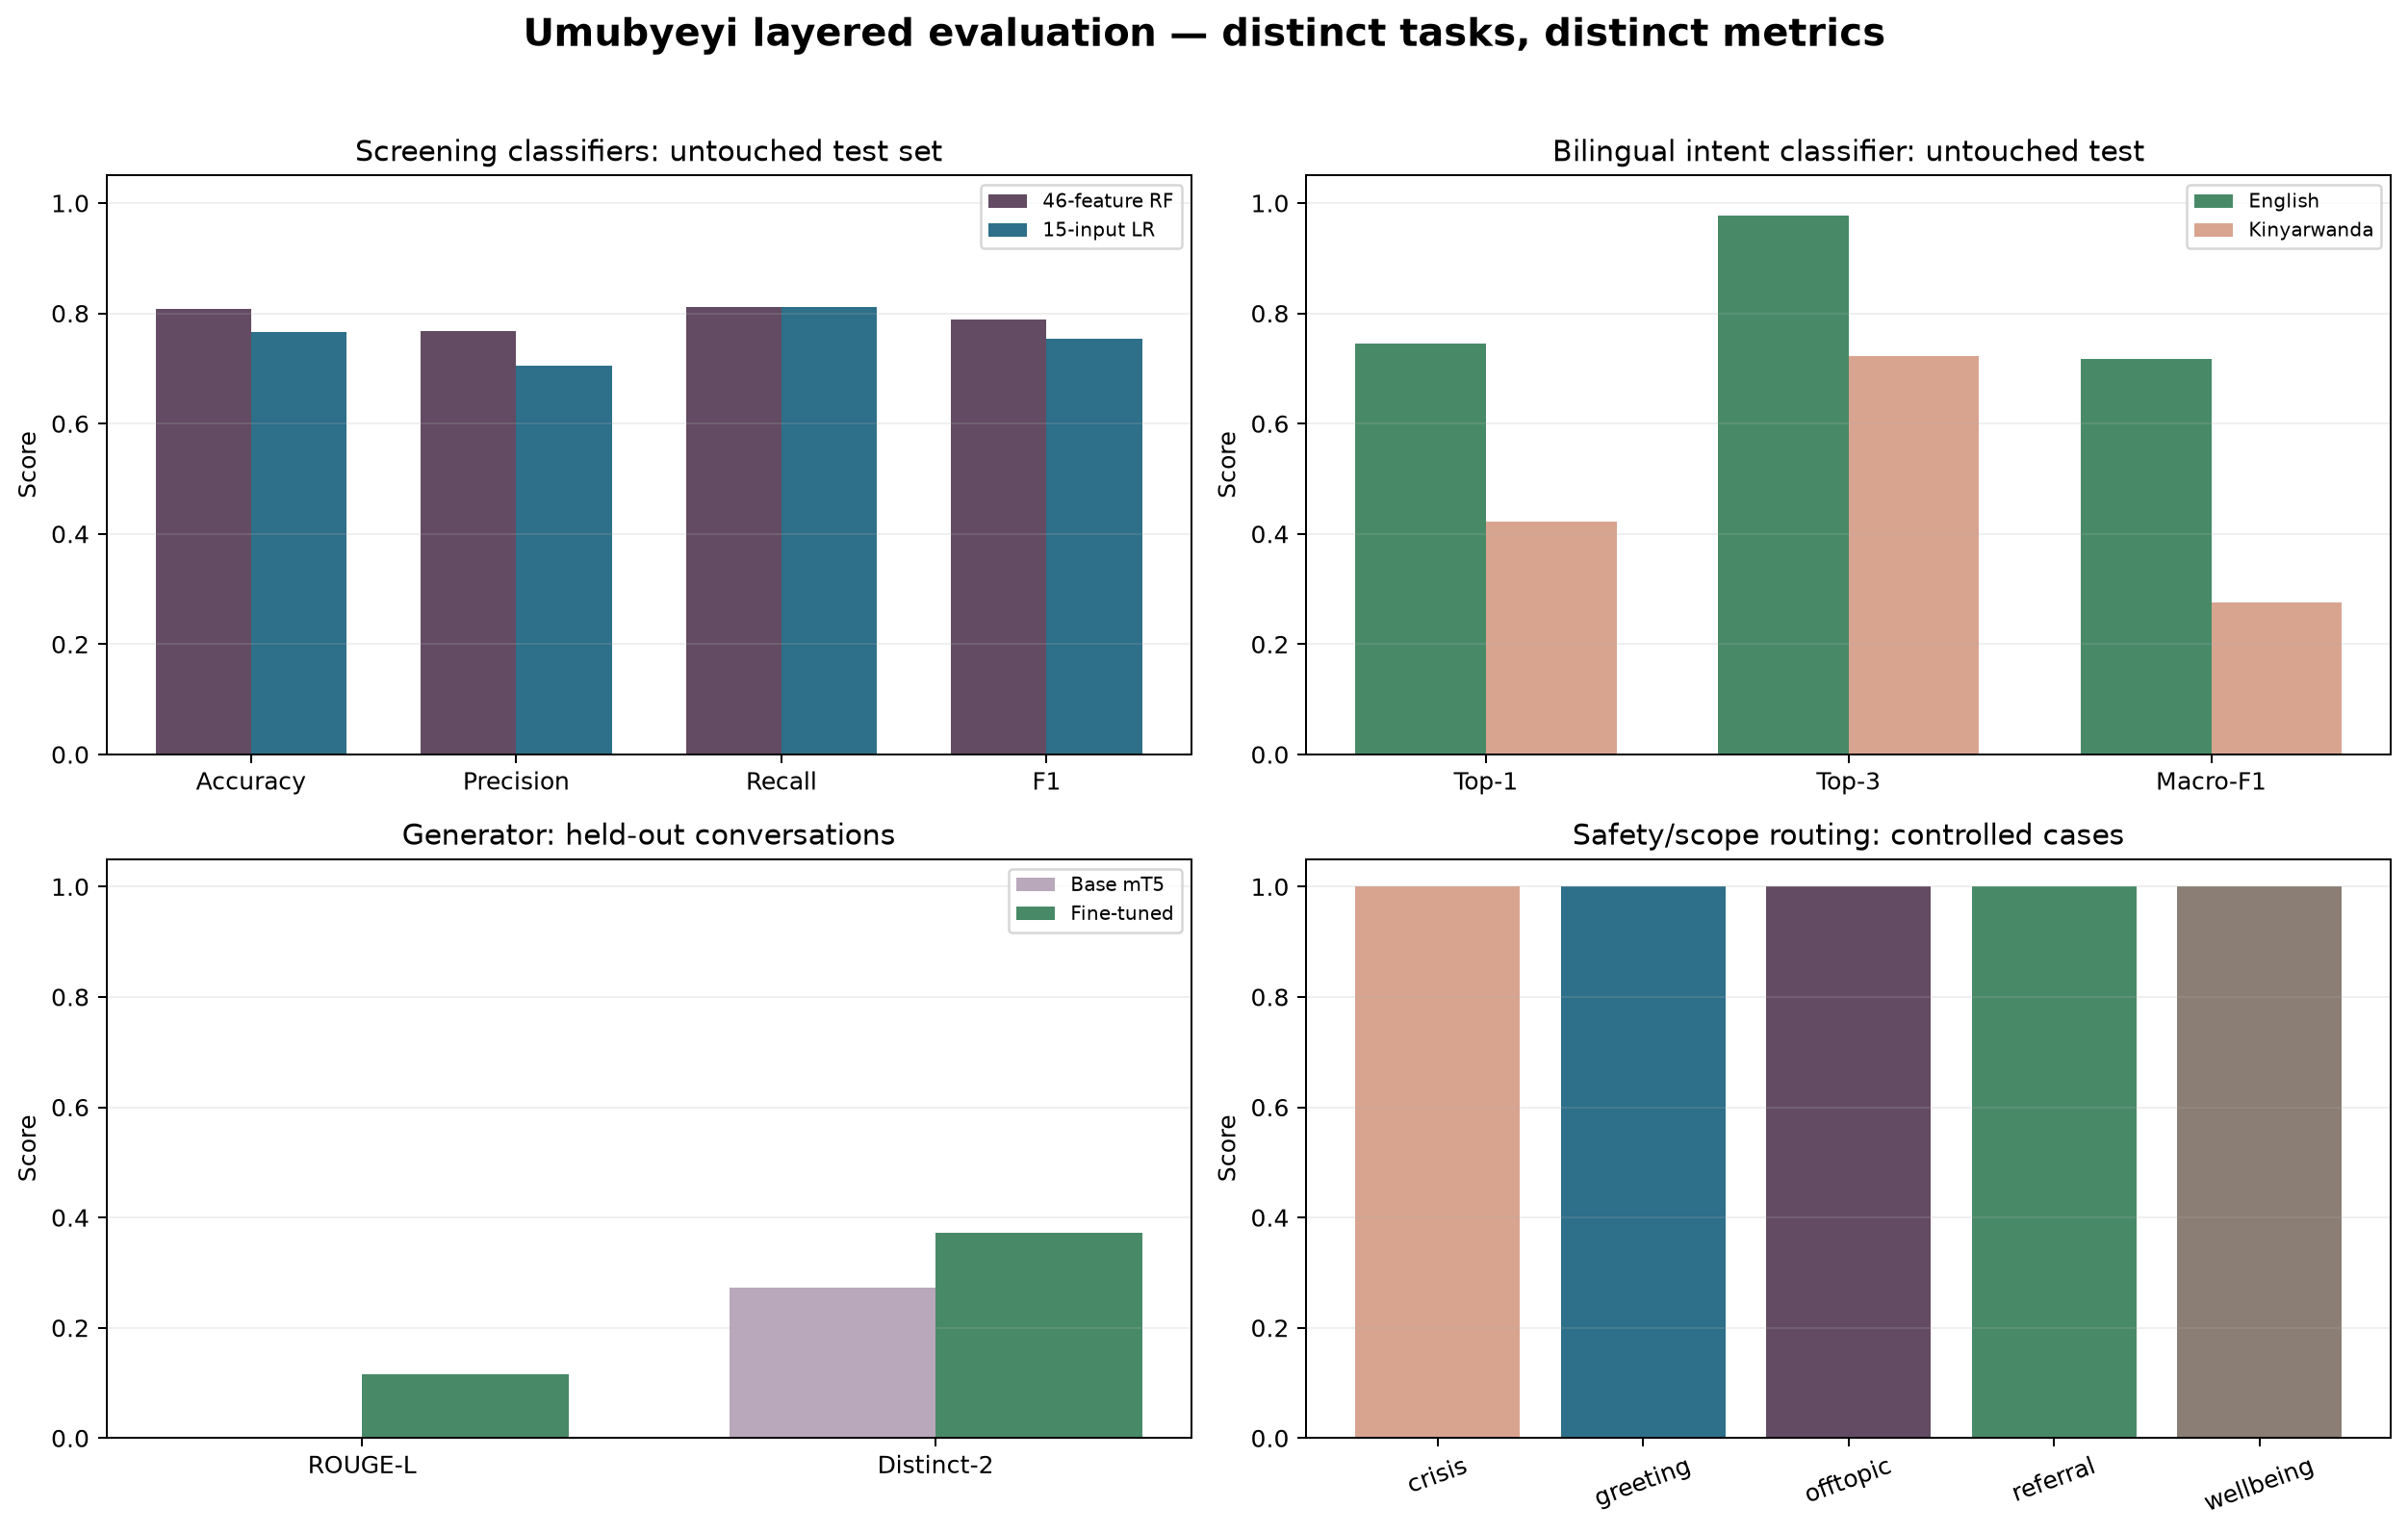 Umubyeyi layered evaluation — distinct tasks, distinct metrics
Screening classifiers: untouched test set
46-feature RF
15-input LR
Score
1.0
0.8
0.6
0.4
0.2
0.0
Accuracy
Precision
Recall
F1
Bilingual intent classifier: untouched test
English
Kinyarwanda
Score
1.0
0.8
0.6
0.4
0.2
0.0
Top-1
Top-3
Macro-F1
Generator: held-out conversations
Base mT5
Fine-tuned
Score
1.0
0.8
0.6
0.4
0.2
0.0
ROUGE-L
Distinct-2
Safety/scope routing: controlled cases
Score
1.0
0.8
0.6
0.4
0.2
0.0
crisis
greeting
offtopic
referral
wellbeing